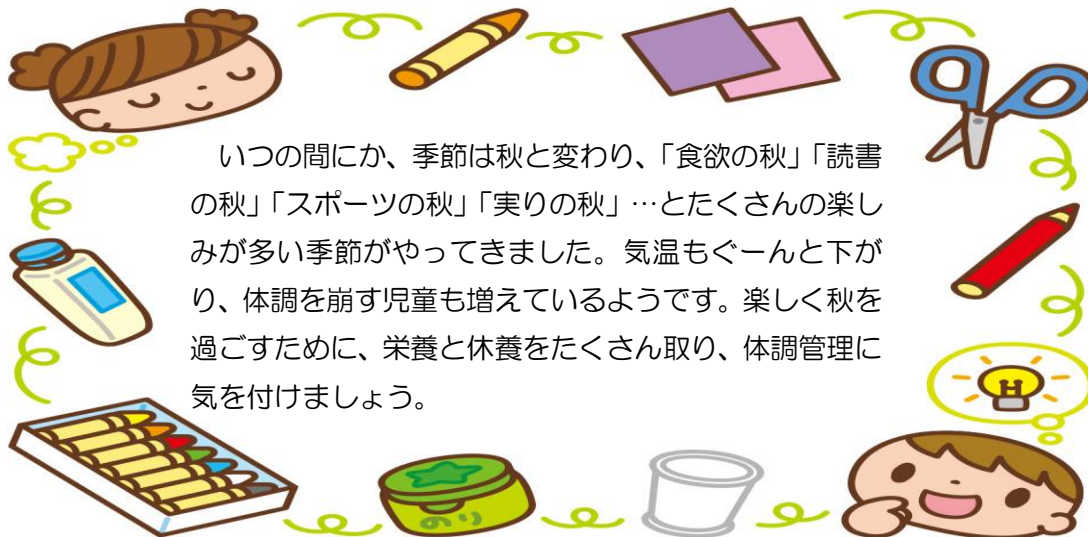 いつの間にか、季節は秋と変わり、「食欲の秋」「読書
の秋」「スポーツの秋」「実りの秋」…とたくさんの楽し
みが多い季節がやってきました。気温もぐーんと下が
り、体調を崩す児童も増えているようです。楽しく秋を
過ごすために、栄養と休養をたくさん取り、体調管理に
気を付けましょう。
のり